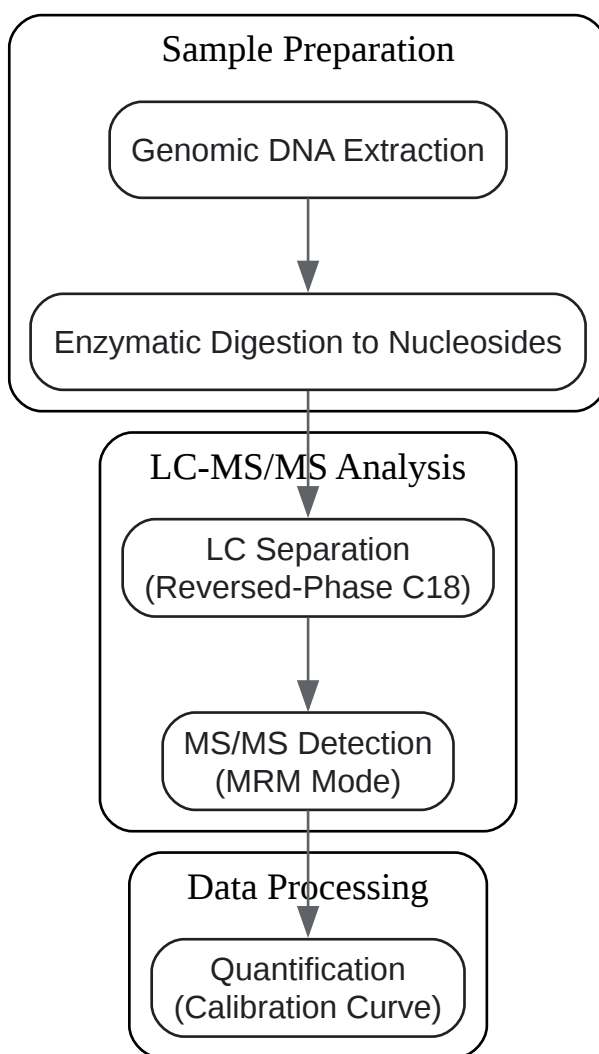 Sample Preparation
Genomic DNA Extraction
Enzymatic Digestion to Nucleosides
LC-MS/MS Analysis
LC Separation
(Reversed-Phase C18)
MS/MS Detection
(MRM Mode)
Data Processing
Quantification
(Calibration Curve)